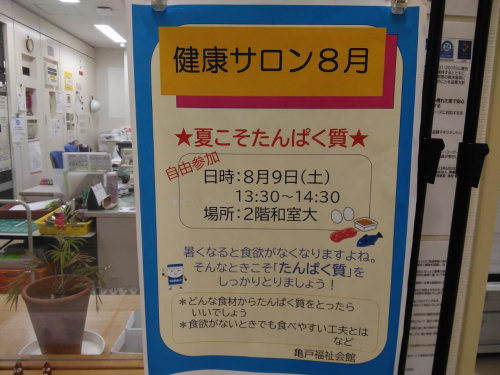 健康サロン8月
★夏こそたんぱく質★
自由参加
日時:8月9日(土)
13:30~14:30
場所:2階和室大
暑くなると食欲がなくなりますよね。
そんなときこそ「たんぱく質」を
しっかりとりましょう!
*どんな食材からたんぱく質をとったら
いいでしょう
*食欲がないときでも食べやすい工夫とは
など
亀戸福祉会館